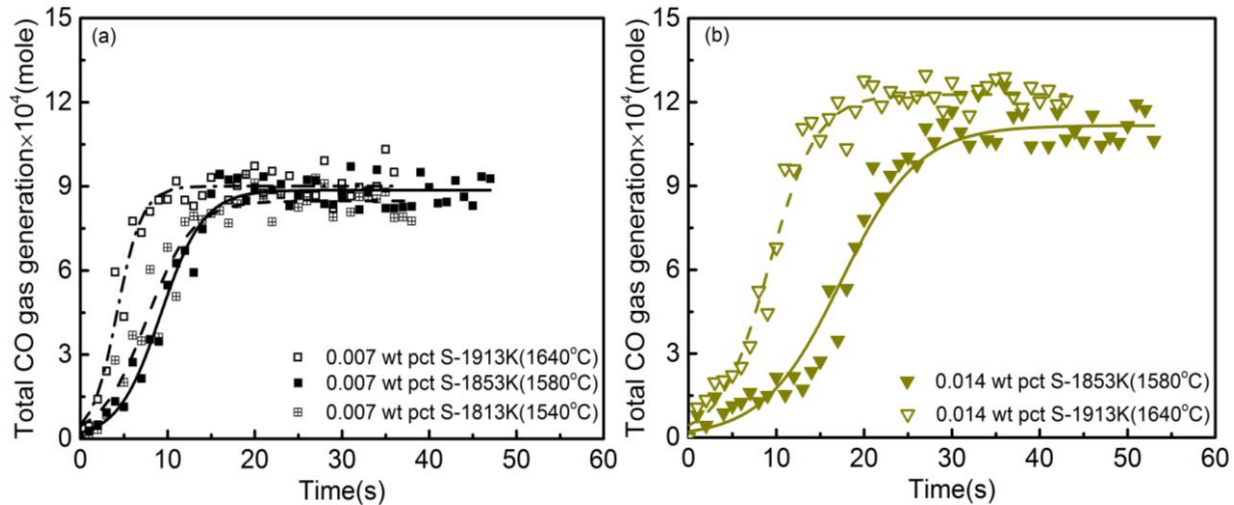 (a)
Total CO gas generation×10⁴(mole)
15
12
9
6
3
0
0 10 20 30 40 50 60
Time(s)
0.007 wt pct S-1913K(1640°C)
0.007 wt pct S-1853K(1580°C)
0.007 wt pct S-1813K(1540°C)
(b)
Total CO gas generation×10⁴(mole)
15
12
9
6
3
0
0 10 20 30 40 50 60
Time(s)
0.014 wt pct S-1853K(1580°C)
0.014 wt pct S-1913K(1640°C)